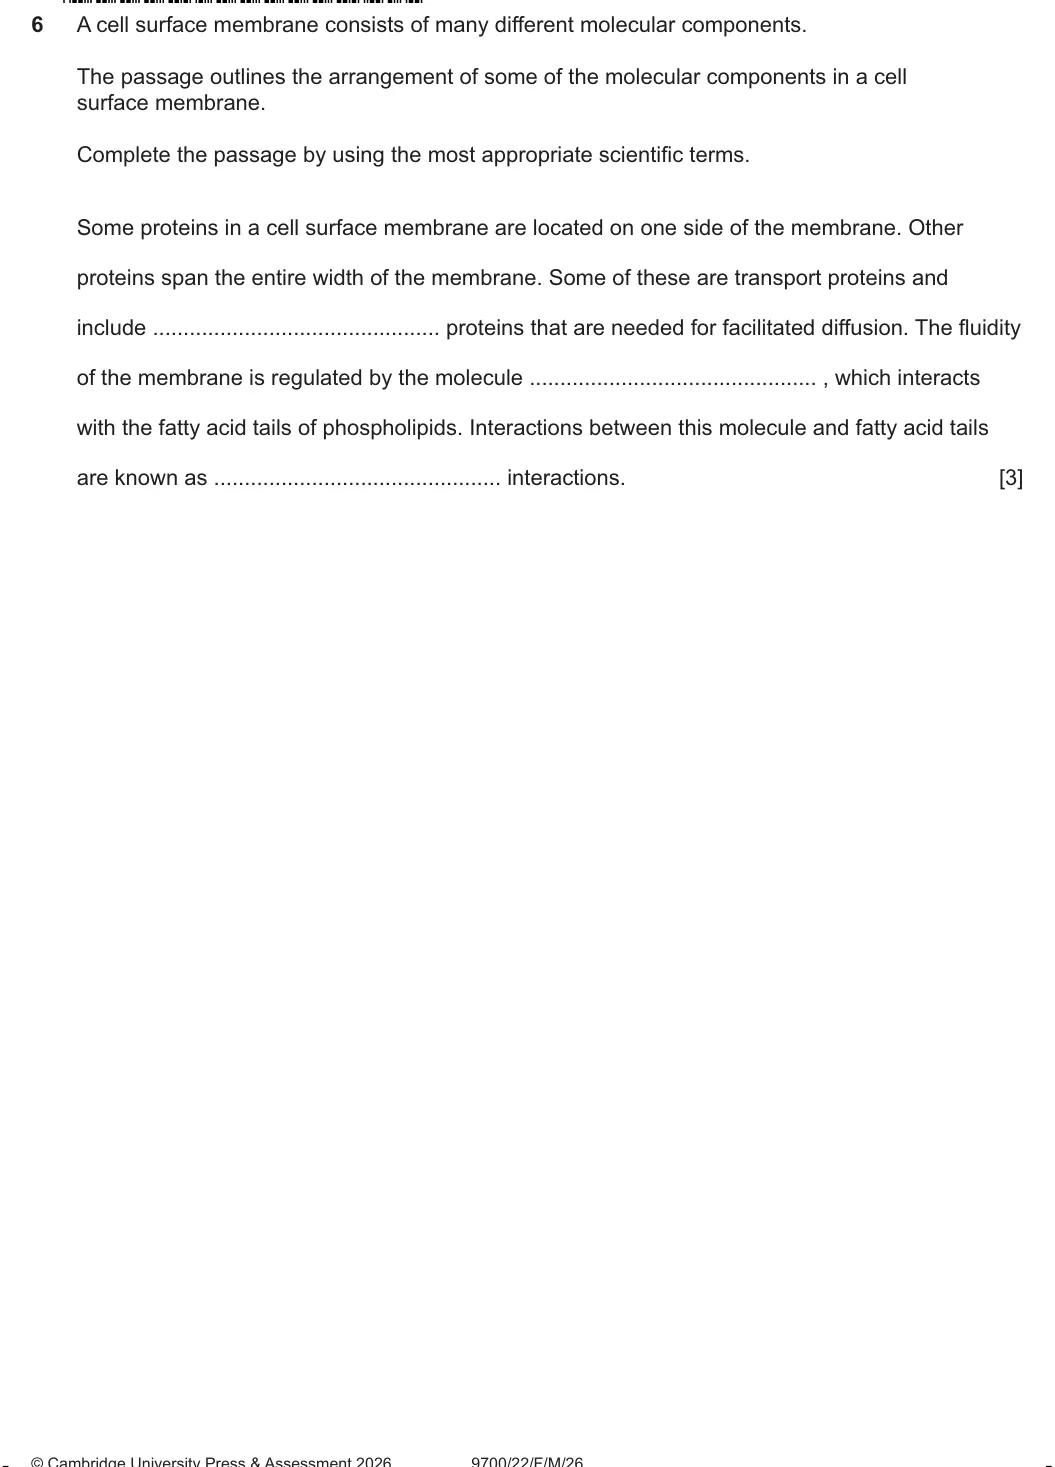 6 A cell surface membrane consists of many different molecular components.
The passage outlines the arrangement of some of the molecular components in a cell
surface membrane.
Complete the passage by using the most appropriate scientific terms.
Some proteins in a cell surface membrane are located on one side of the membrane. Other
proteins span the entire width of the membrane. Some of these are transport proteins and
include ............................................... proteins that are needed for facilitated diffusion. The fluidity
of the membrane is regulated by the molecule ............................................... , which interacts
with the fatty acid tails of phospholipids. Interactions between this molecule and fatty acid tails
are known as ............................................... interactions. [3]
© Cambridge University Press & Assessment 2026 9700/22/F/M/26